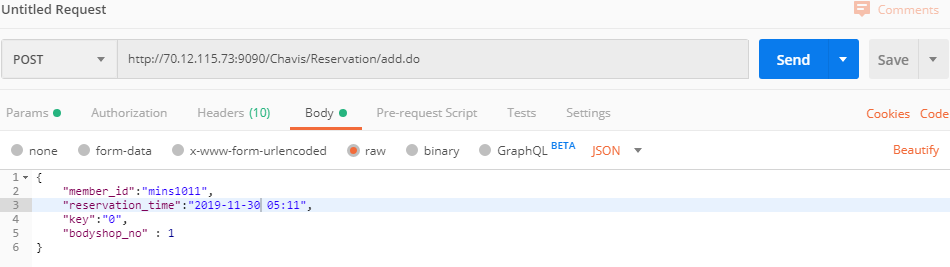 Untitled Request Comments
POST http://70.12.115.73:9090/Chavis/Reservation/add.do Send Save
Params Authorization Headers (10) Body Pre-request Script Tests Settings Cookies Code
none form-data x-www-form-urlencoded raw binary GraphQL BETA JSON Beautify
1 {
2 "member_id":"mins1011",
3 "reservation_time":"2019-11-30 05:11",
4 "key":"0",
5 "bodyshop_no" : 1
6 }